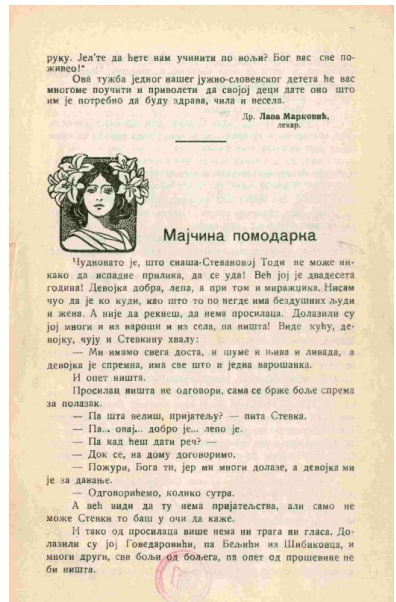 руку. Јел'те да ћете нам учинити по вољи? Бог вас све по-
живео!"
Ова тужба једног нашег јужно-словенског детета ће вас
многоме поучити и приволети да својој деци дате оно што
им је потребно да буду здрава, чила и весела.
Др. Лава Марковић,
лекар.
Мајчина помодарка
Чудновато је, што снаша-Стевановој Тоди не може ни-
како да испадне прилика, да се уда! Већ јој је двадесета
година! Девојка добра, лепа, а при том и миражџика. Нисам
чуо да је ко куди, као што то по негде има бездушних људи
и жена. А није да рекнеш, да нема просилаца. Долазили су
јој многи и из вароши и из села, па ништа! Виде кућу, де-
војку, чују и Стевкину хвалу:
— Ми имамо свега доста, и шуме и њива и ливада, а
девојка је спремна, има све што и једна варошанка.
И опет ништа.
Просилац ништа не одговори, сама се брже боље спрема
за полазак.
— Па шта велиш, пријатељу? — пита Стевка.
— Па... овај... добро је... лепо је.
— Па кад ћеш дати реч? —
— Док се, на дому договоримо.
— Пожури, Бога ти, јер ми многи долазе, а девојка ми
је за давање.
— Одговорићемо, колико сутра.
А већ види да ту нема пријатељства, али само не
може Стевки то баш у очи да каже.
И тако од просилаца више нема ни трага ни гласа. До-
лазили су јој Говедаровићи, па Бељићи из Шибиковца, и
многи други, свв бољи од бољега, па опет од прошевине не
би ништа.